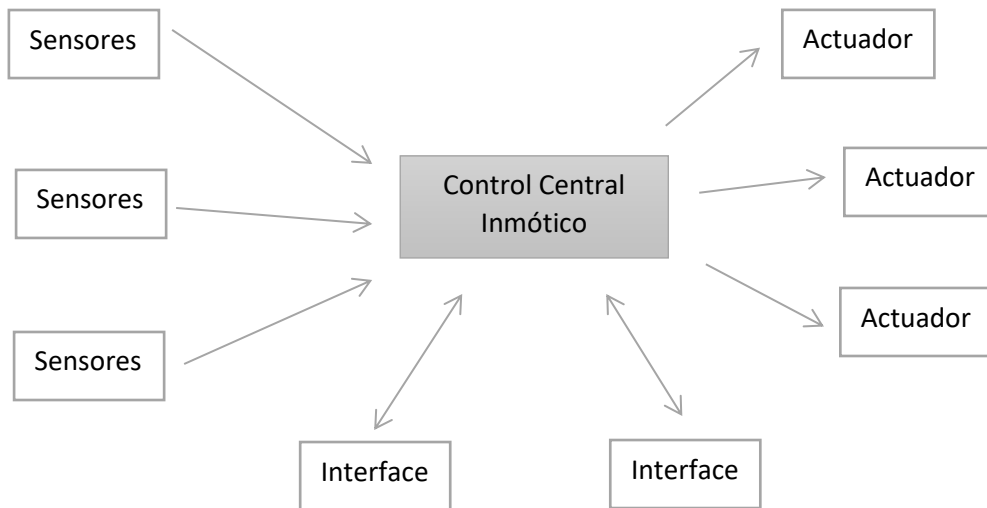 Sensores
Actuador
Sensores
Control Central
Inmótico
Actuador
Sensores
Actuador
Interface
Interface